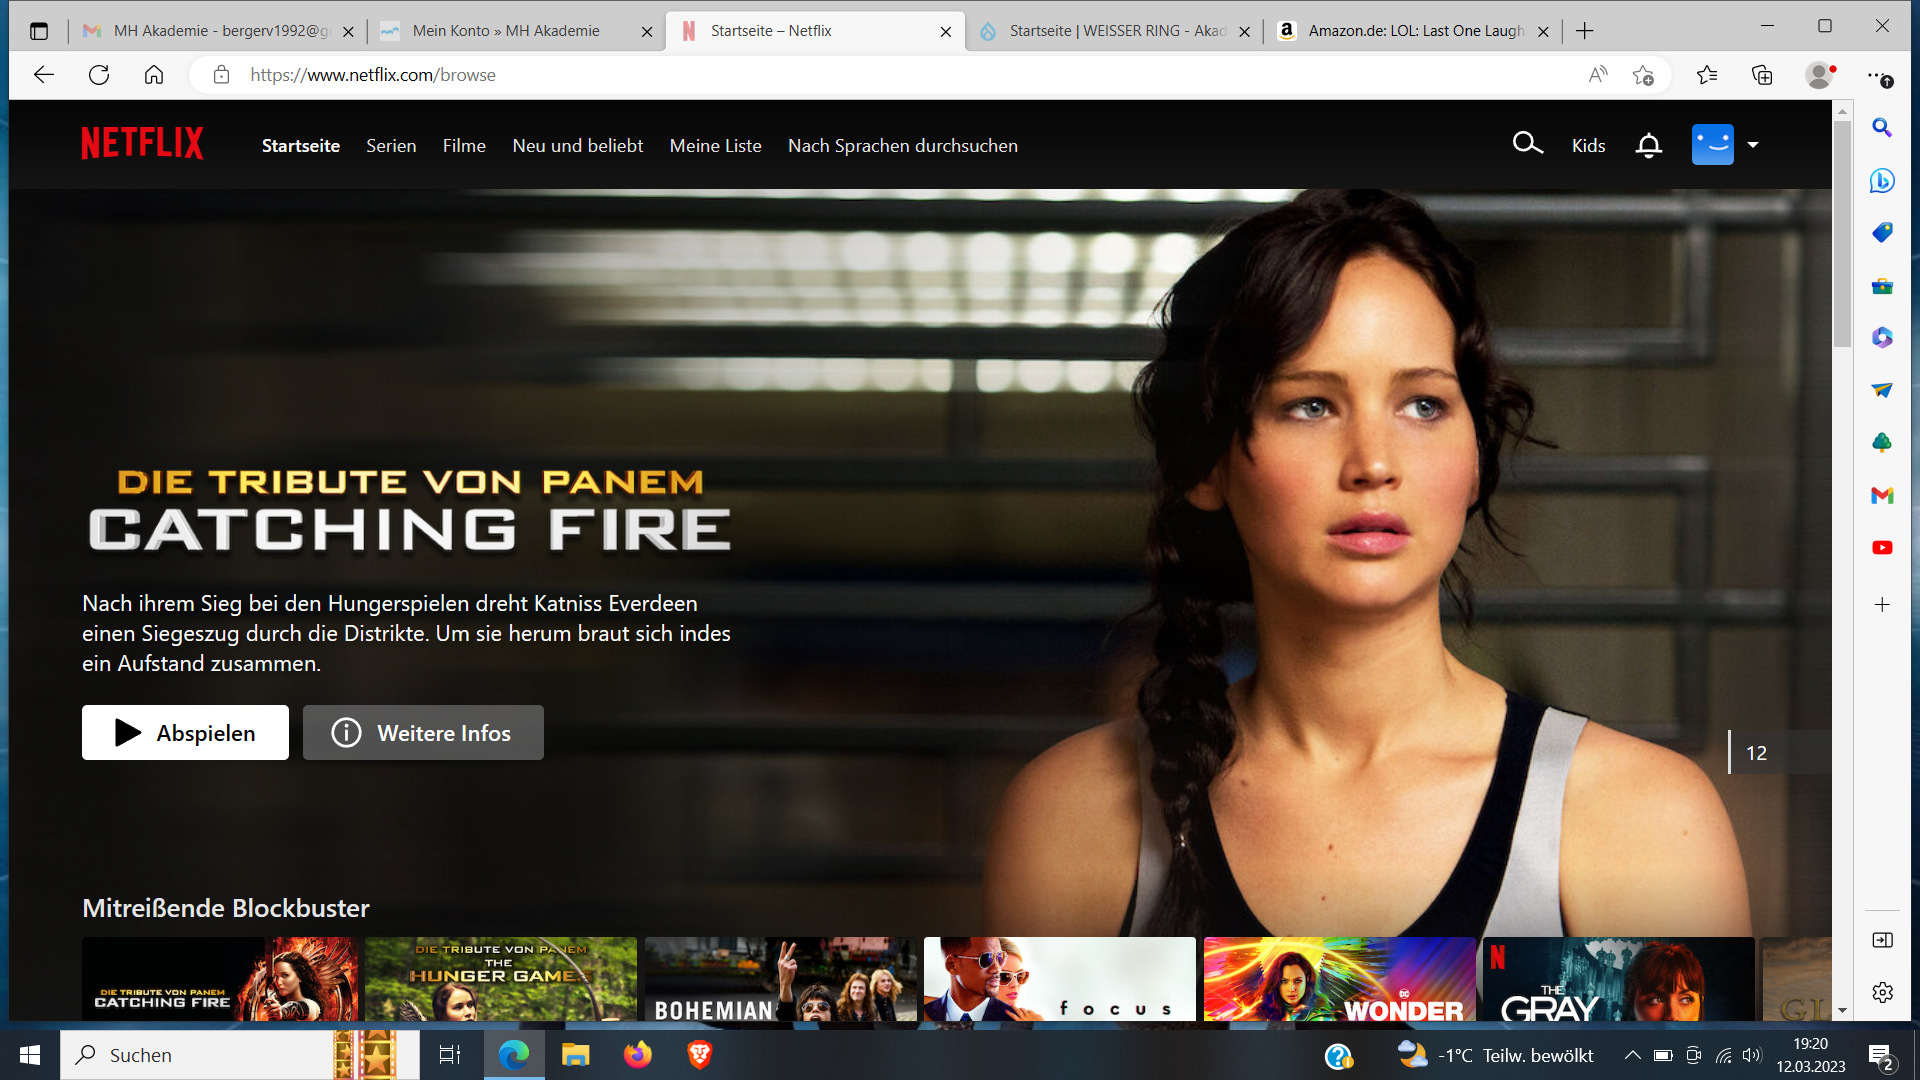 MH Akademie - bergerv1992@g
Mein Konto » MH Akademie
Startseite – Netflix
Startseite | WEISSER RING - Akad
Amazon.de: LOL: Last One Laugh
https://www.netflix.com/browse
NETFLIX
Startseite
Serien
Filme
Neu und beliebt
Meine Liste
Nach Sprachen durchsuchen
Kids
DIE TRIBUTE VON PANEM
CATCHING FIRE
Nach ihrem Sieg bei den Hungerspielen dreht Katniss Everdeen
einen Siegeszug durch die Distrikte. Um sie herum braut sich indes
ein Aufstand zusammen.
Abspielen
Weitere Infos
12
Mitreißende Blockbuster
DIE TRIBUTE VON PANEM
CATCHING FIRE
DIE TRIBUTE VON PANEM
THE
HUNGER GAMES
BOHEMIAN
focus
DC
WONDER
N
THE
GRAY
GL
Suchen
-1°C Teilw. bewölkt
19:20
12.03.2023
2